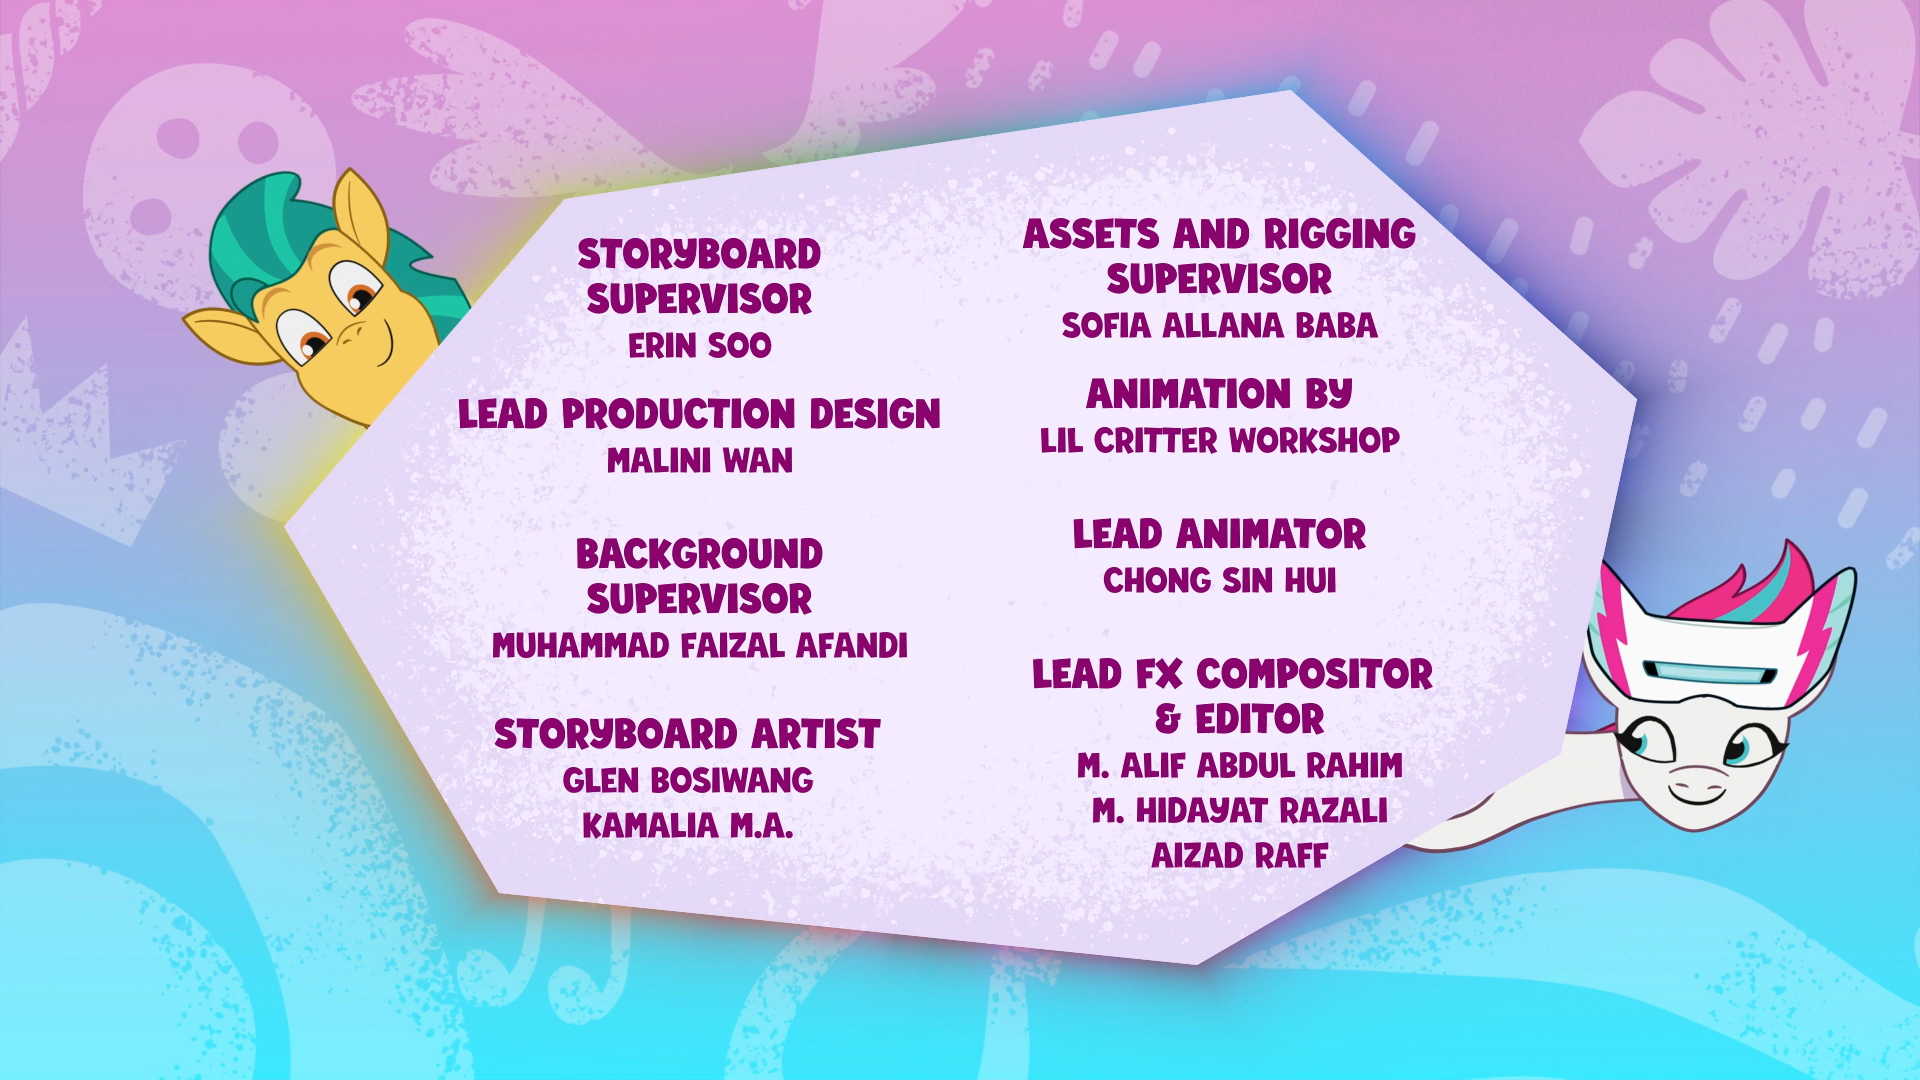 STORYBOARD
SUPERVISOR
ERIN SOO
LEAD PRODUCTION DESIGN
MALINI WAN
BACKGROUND
SUPERVISOR
MUHAMMAD FAIZAL AFANDI
STORYBOARD ARTIST
GLEN BOSIWANG
KAMALIA M.A.
ASSETS AND RIGGING
SUPERVISOR
SOFIA ALLANA BABA
ANIMATION BY
LIL CRITTER WORKSHOP
LEAD ANIMATOR
CHONG SIN HUI
LEAD FX COMPOSITOR
& EDITOR
M. ALIF ABDUL RAHIM
M. HIDAYAT RAZALI
AIZAD RAFF